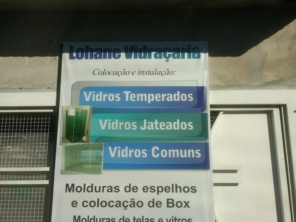 Lohane Vidraçaria
Colocação e instalação:
Vidros Temperados
Vidros Jateados
Vidros Comuns
Molduras de espelhos
e colocação de Box
Molduras de telas e vitros